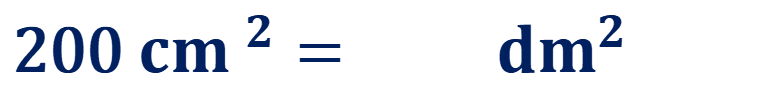 200 cm ² = dm²